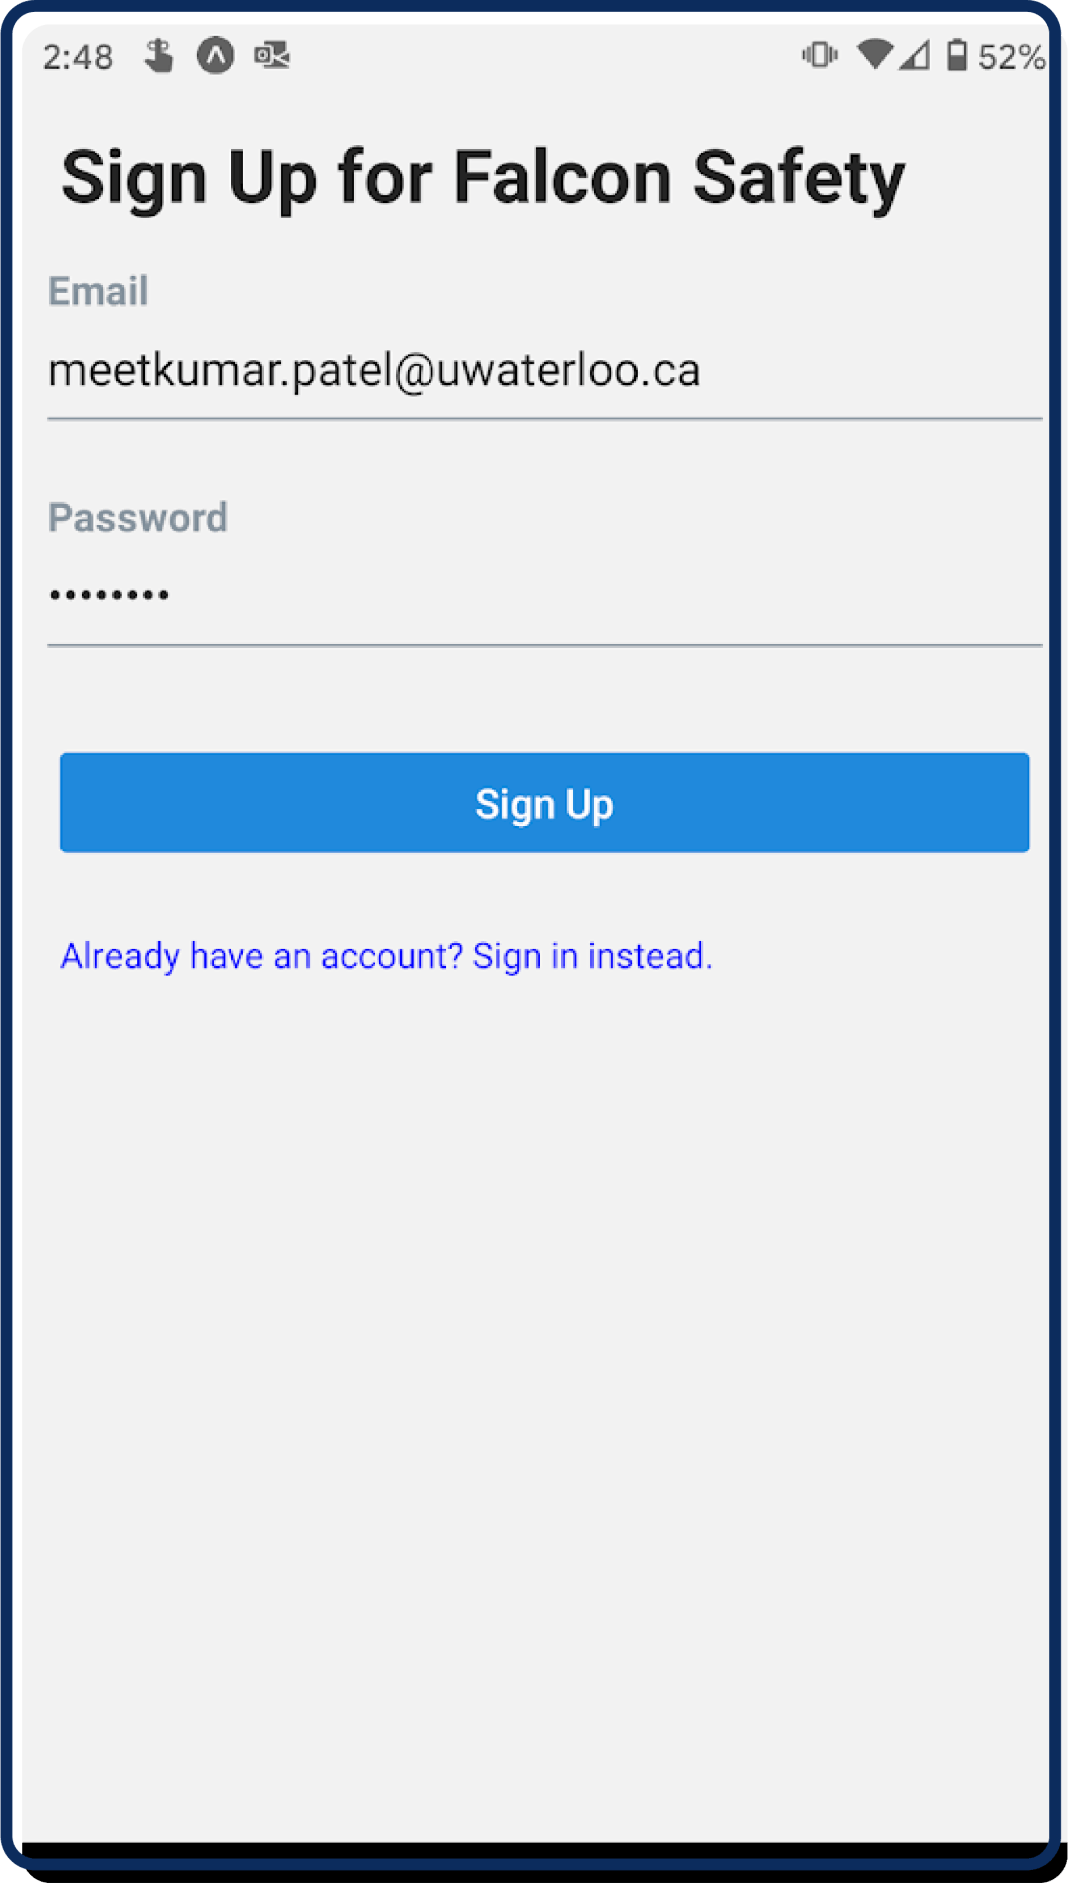 2:48 52%
Sign Up for Falcon Safety
Email
meetkumar.patel@uwaterloo.ca
Password
••••••••
Sign Up
Already have an account? Sign in instead.